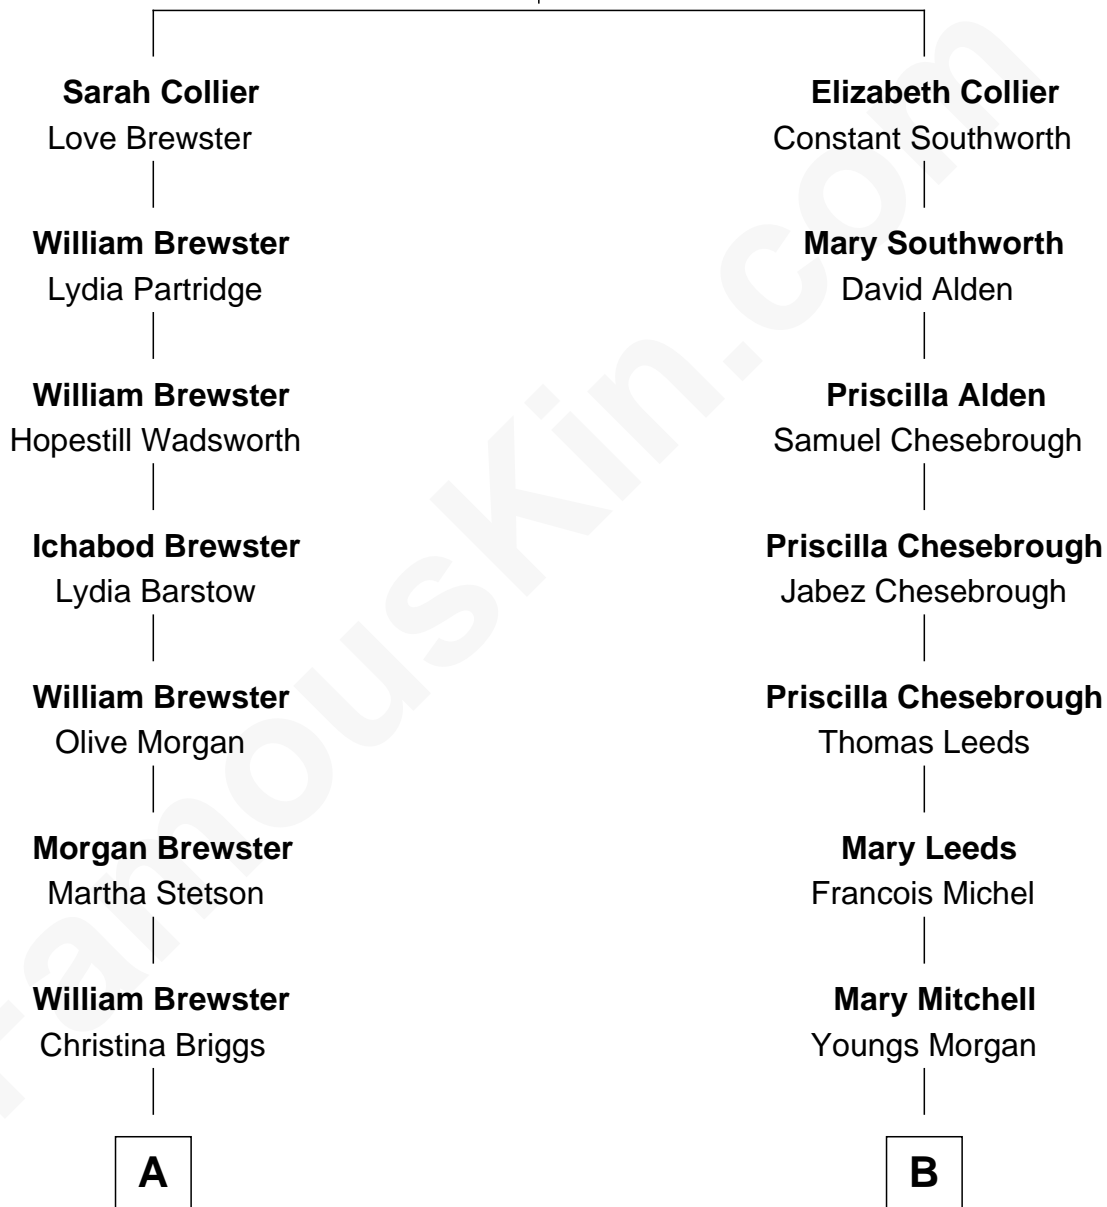 Sarah Collier
Love Brewster
William Brewster
Lydia Partridge
William Brewster
Hopestill Wadsworth
Ichabod Brewster
Lydia Barstow
William Brewster
Olive Morgan
Morgan Brewster
Martha Stetson
William Brewster
Christina Briggs
A
Elizabeth Collier
Constant Southworth
Mary Southworth
David Alden
Priscilla Alden
Samuel Chesebrough
Priscilla Chesebrough
Jabez Chesebrough
Priscilla Chesebrough
Thomas Leeds
Mary Leeds
Francois Michel
Mary Mitchell
Youngs Morgan
B
FamousKin.com